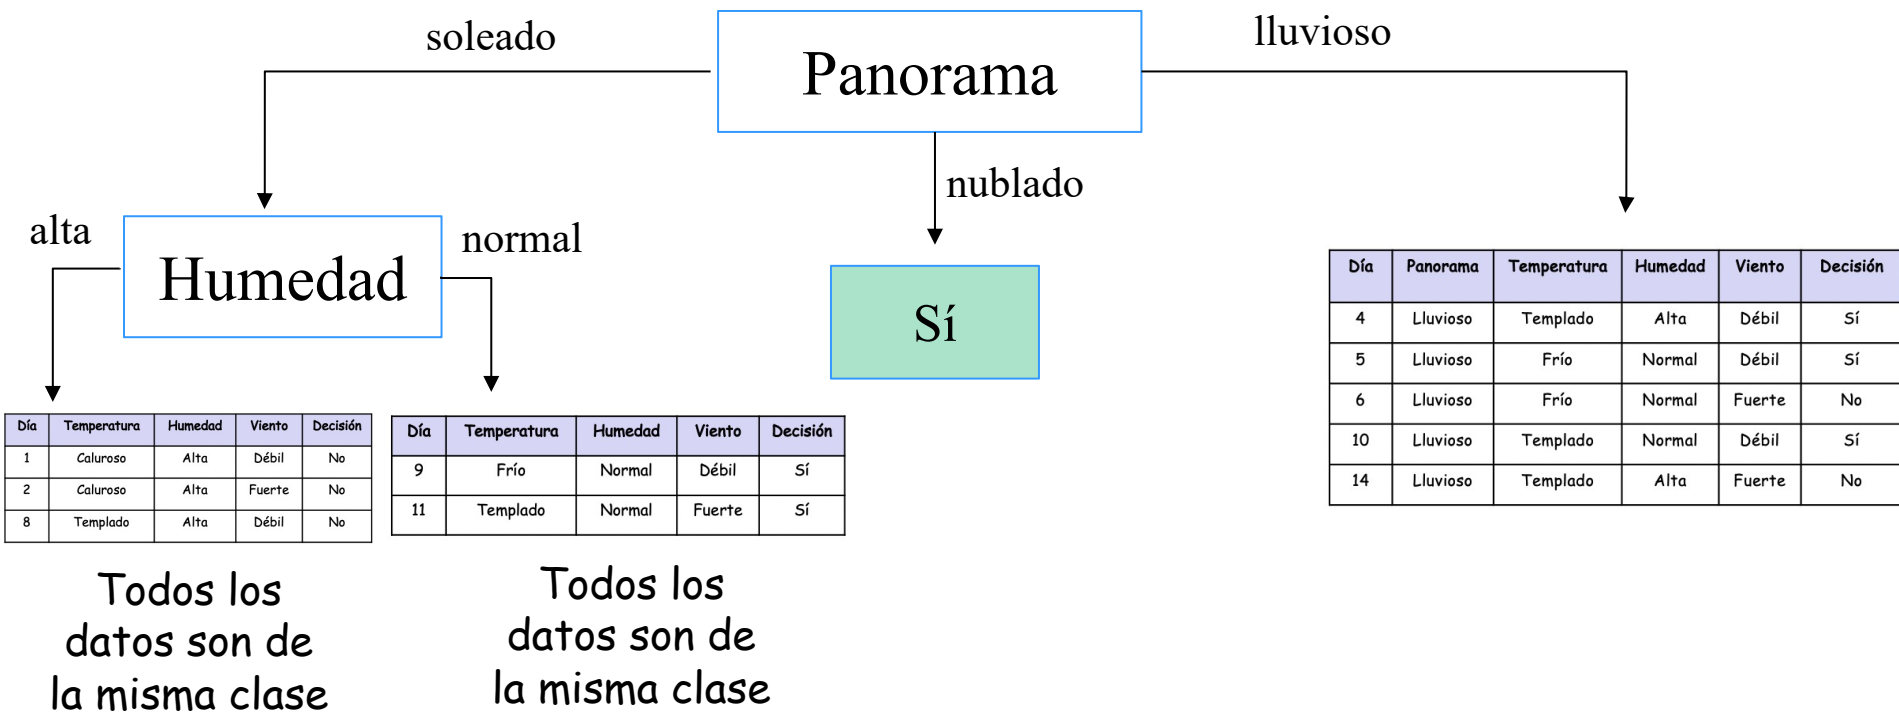 soleado
Panorama
lluvioso
nublado
alta
Humedad
normal
Sí
Día Temperatura Humedad Viento Decisión
1 Caluroso Alta Débil No
2 Caluroso Alta Fuerte No
8 Templado Alta Débil No
Todos los
datos son de
la misma clase
Día Temperatura Humedad Viento Decisión
9 Frío Normal Débil Sí
11 Templado Normal Fuerte Sí
Todos los
datos son de
la misma clase
Día Panorama Temperatura Humedad Viento Decisión
4 Lluvioso Templado Alta Débil Sí
5 Lluvioso Frío Normal Débil Sí
6 Lluvioso Frío Normal Fuerte No
10 Lluvioso Templado Normal Débil Sí
14 Lluvioso Templado Alta Fuerte No